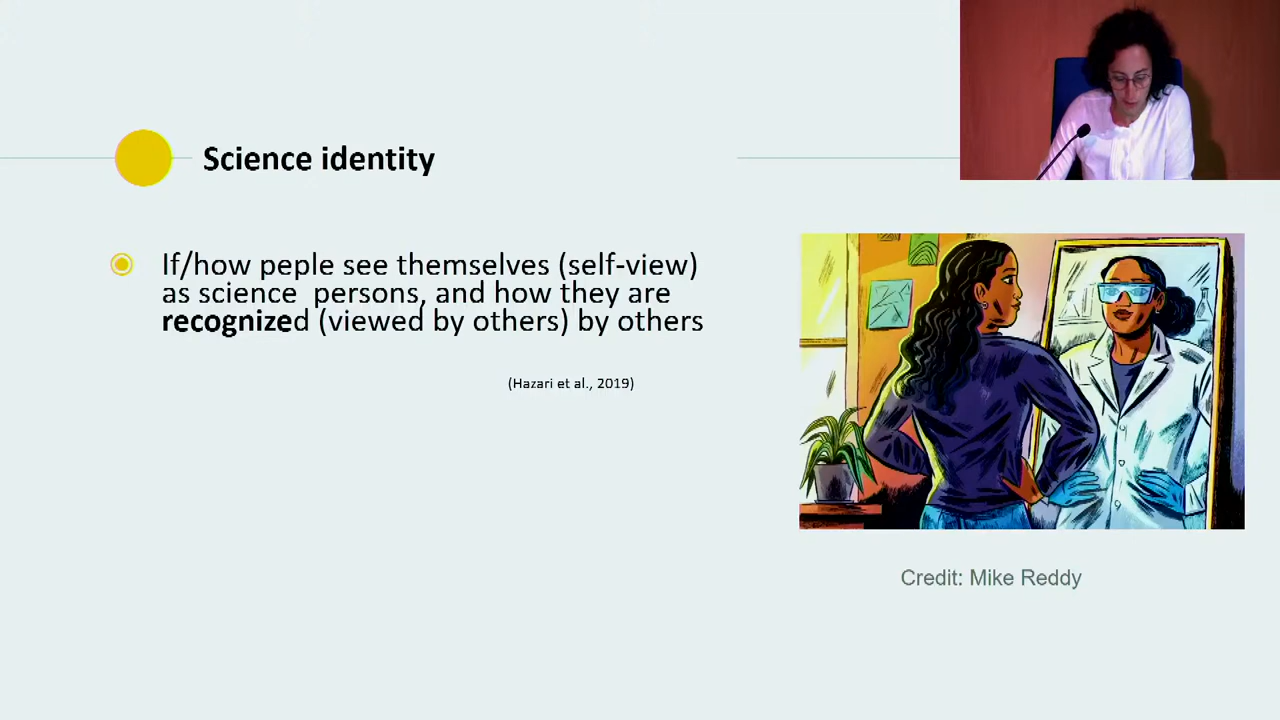 Science identity
If/how peple see themselves (self-view)
as science  persons, and how they are
recognized (viewed by others) by others
(Hazari et al., 2019)
Credit: Mike Reddy